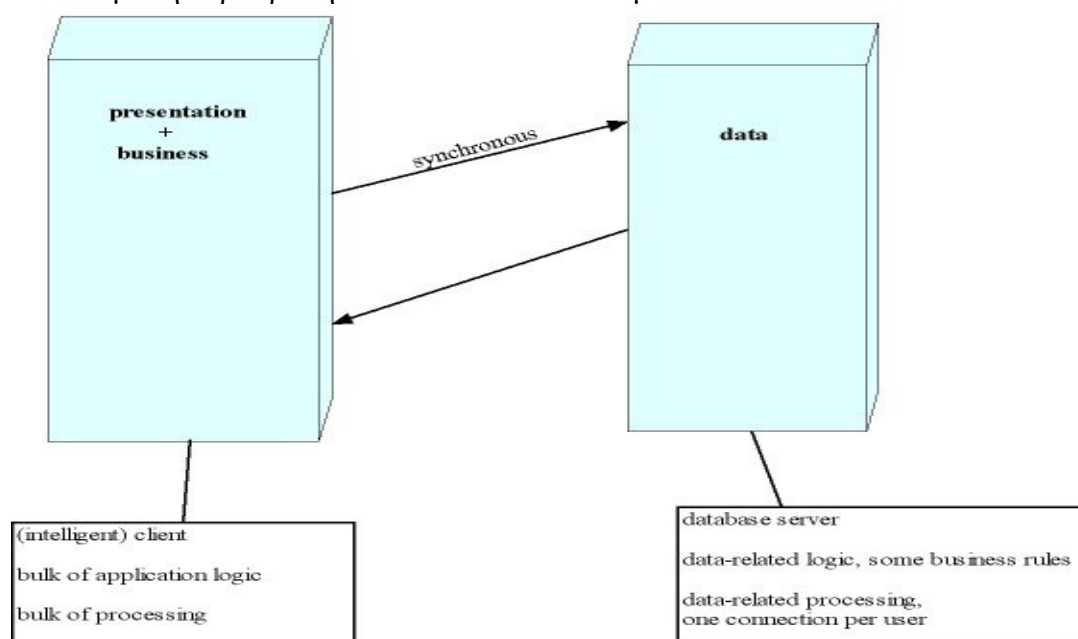 presentation
+
business
synchronous
data
(intelligent) client
bulk of application logic
bulk of processing
database server
data-related logic, some business rules
data-related processing,
one connection per user